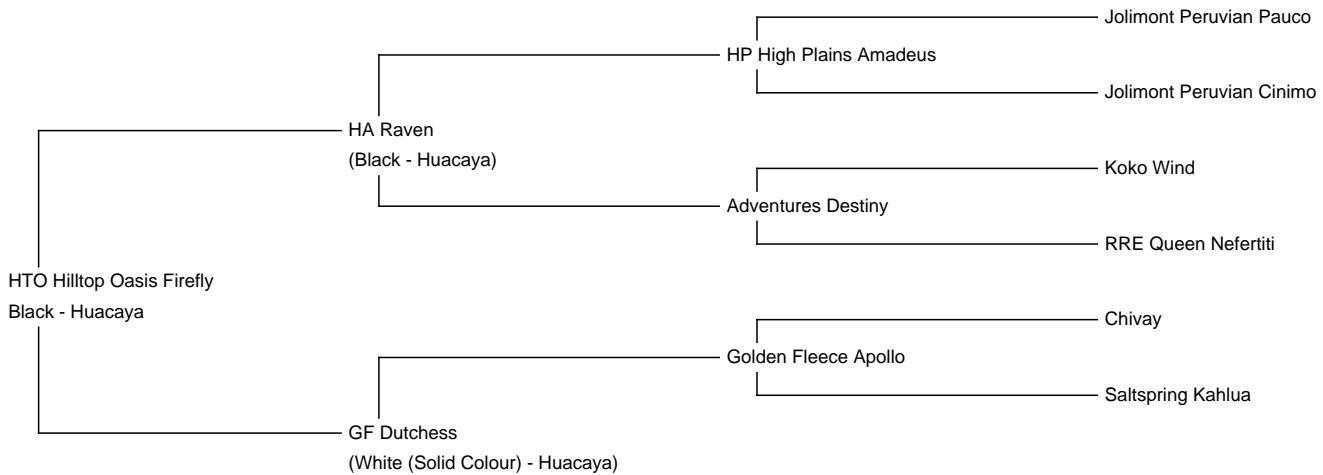 Jolimont Peruvian Pauco
HP High Plains Amadeus
Jolimont Peruvian Cinimo
HA Raven
(Black - Huacaya)
Koko Wind
Adventures Destiny
RRE Queen Nefertiti
HTO Hilltop Oasis Firefly
Black - Huacaya
Chivay
Golden Fleece Apollo
Saltspring Kahlua
GF Dutchess
(White (Solid Colour) - Huacaya)